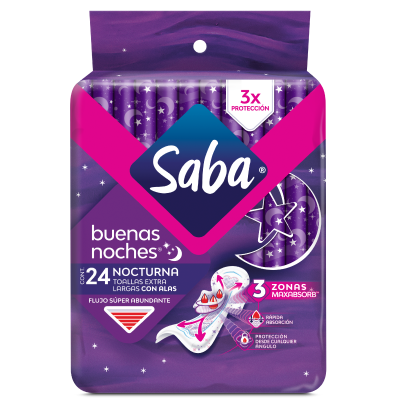 3x
PROTECCIÓN
Saba®
buenas
noches®
CONT.
24 NOCTURNA
TOALLAS EXTRA
LARGAS CON ALAS
FLUJO SÚPER ABUNDANTE
3 ZONAS
MAXABSORB™
RÁPIDA
ABSORCIÓN
PROTECCIÓN
DESDE CUALQUIER
ÁNGULO